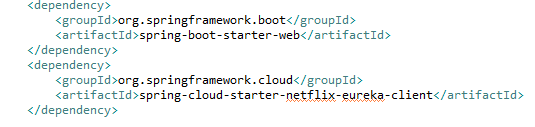 <dependency>
<groupId>org.springframework.boot</groupId>
<artifactId>spring-boot-starter-web</artifactId>
</dependency>
<dependency>
<groupId>org.springframework.cloud</groupId>
<artifactId>spring-cloud-starter-netflix-eureka-client</artifactId>
</dependency>